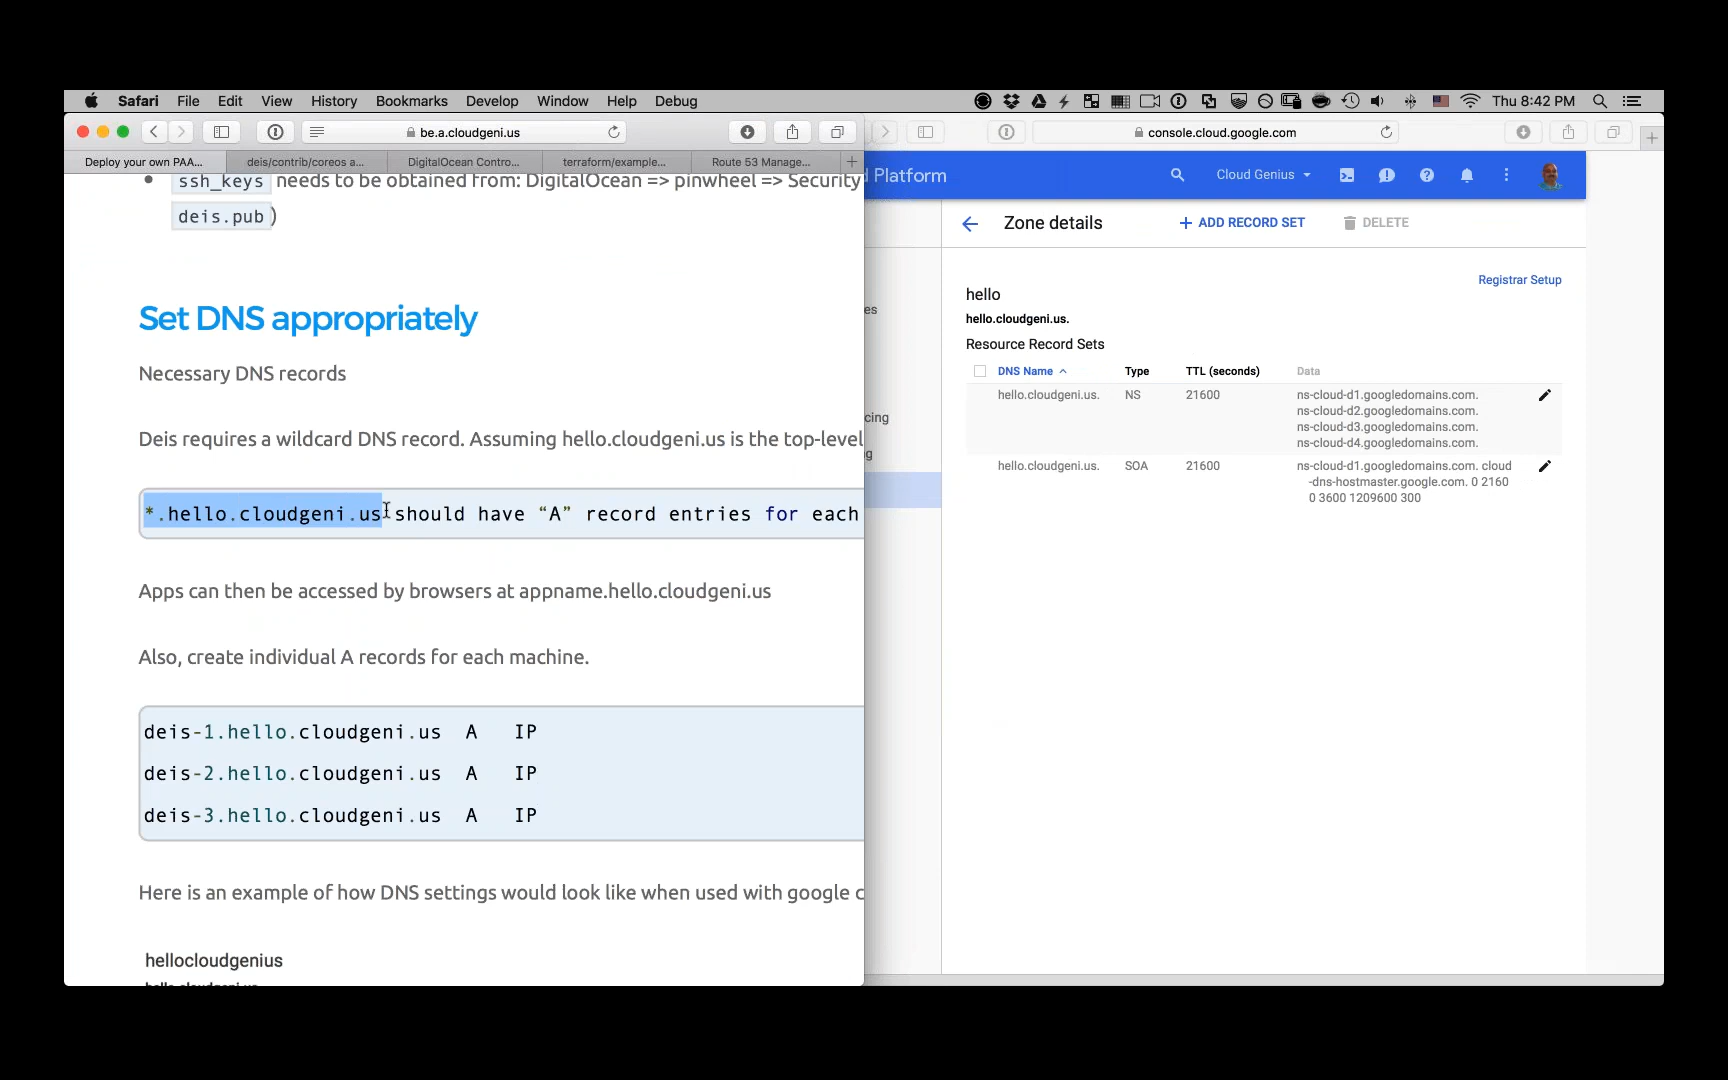 Safari File Edit View History Bookmarks Develop Window Help Debug Thu 8:42 PM
be.a.cloudgeni.us
Deploy your own PAA... deis/contrib/coreos a... DigitalOcean Contro... terraform/example... Route 53 Manage...
ssh_keys needs to be obtained from: DigitalOcean => pinwheel => Security
deis.pub)
Set DNS appropriately
Necessary DNS records
Deis requires a wildcard DNS record. Assuming hello.cloudgeni.us is the top-level
*.hello.cloudgeni.us should have “A” record entries for each
Apps can then be accessed by browsers at appname.hello.cloudgeni.us
Also, create individual A records for each machine.
deis-1.hello.cloudgeni.us A IP
deis-2.hello.cloudgeni.us A IP
deis-3.hello.cloudgeni.us A IP
Here is an example of how DNS settings would look like when used with google c
hellocloudgenius
console.cloud.google.com
d Platform
Cloud Genius
Zone details
ADD RECORD SET
DELETE
Registrar Setup
es
cing
g
hello
hello.cloudgeni.us.
Resource Record Sets
DNS Name Type TTL (seconds) Data
hello.cloudgeni.us. NS 21600 ns-cloud-d1.googledomains.com.
ns-cloud-d2.googledomains.com.
ns-cloud-d3.googledomains.com.
ns-cloud-d4.googledomains.com.
hello.cloudgeni.us. SOA 21600 ns-cloud-d1.googledomains.com. cloud
-dns-hostmaster.google.com. 0 2160
0 3600 1209600 300